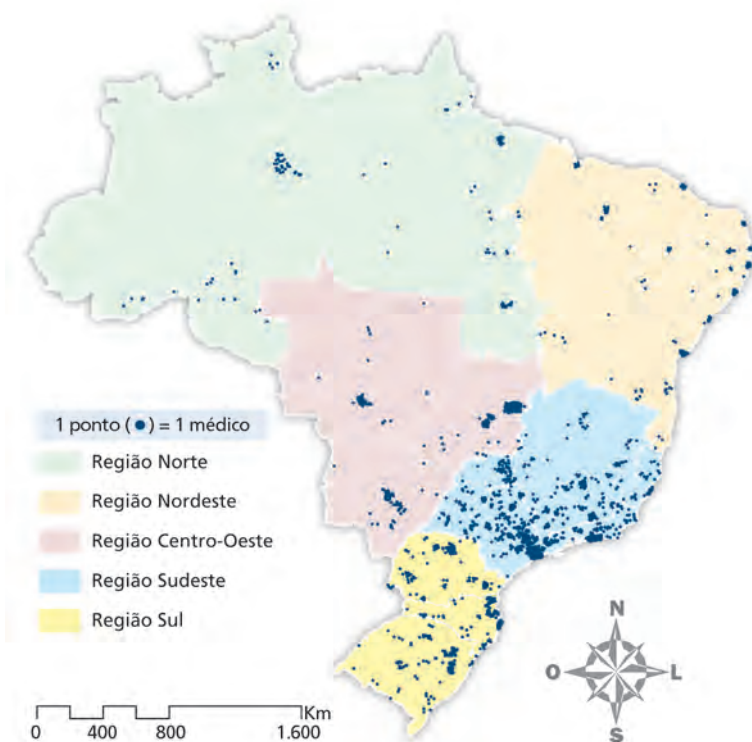 1 ponto (●) = 1 médico
Região Norte
Região Nordeste
Região Centro-Oeste
Região Sudeste
Região Sul
N
O L
S
Km
0 400 800 1.600